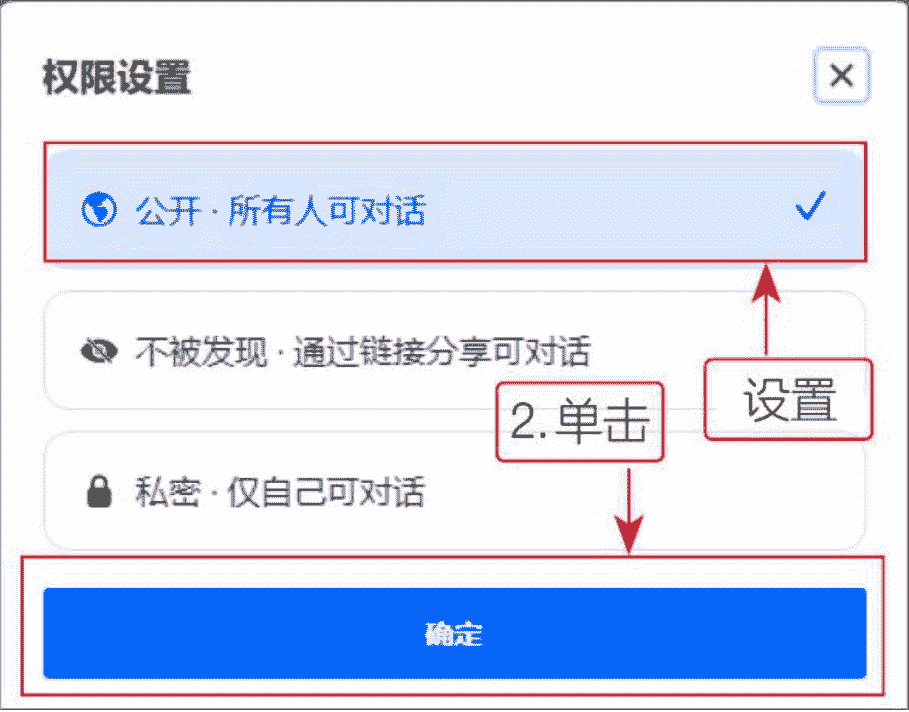 权限设置
公开 · 所有人可对话
不被发现 · 通过链接分享可对话
设置
2.单击
私密 · 仅自己可对话
确定